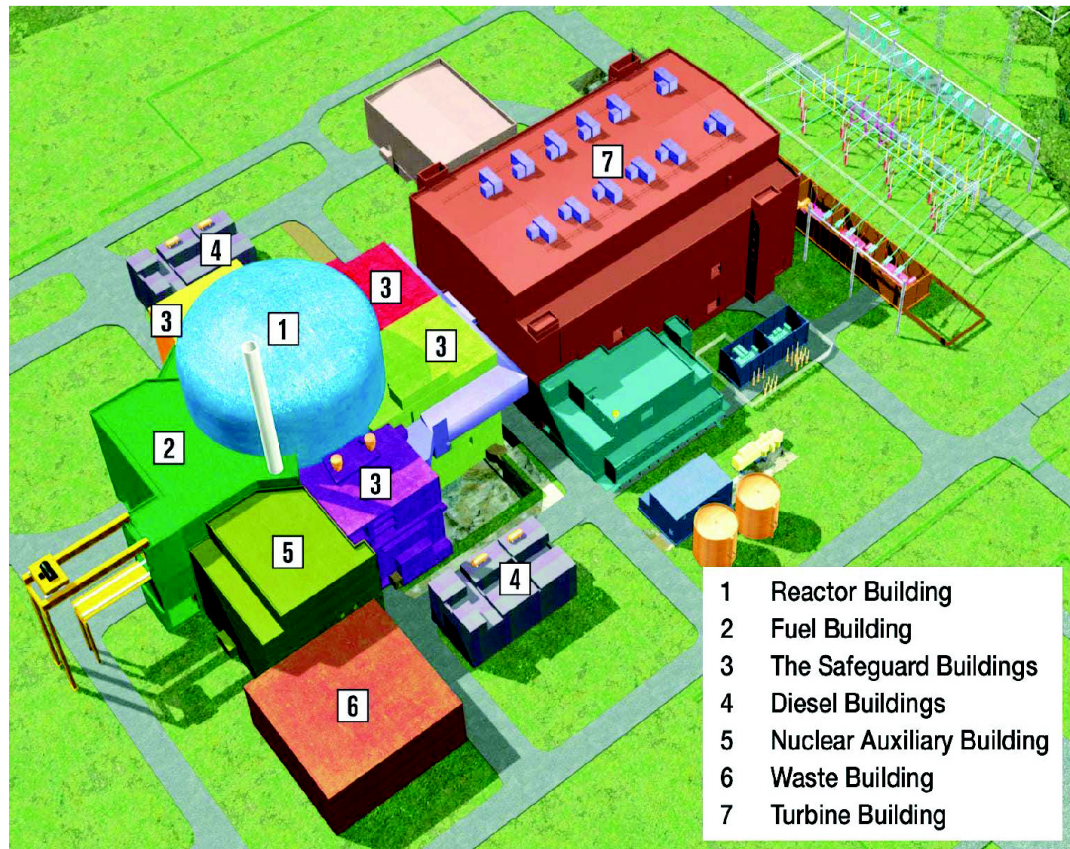 7
4
3
3
1
3
2
3
5
4
6
1 Reactor Building
2 Fuel Building
3 The Safeguard Buildings
4 Diesel Buildings
5 Nuclear Auxiliary Building
6 Waste Building
7 Turbine Building